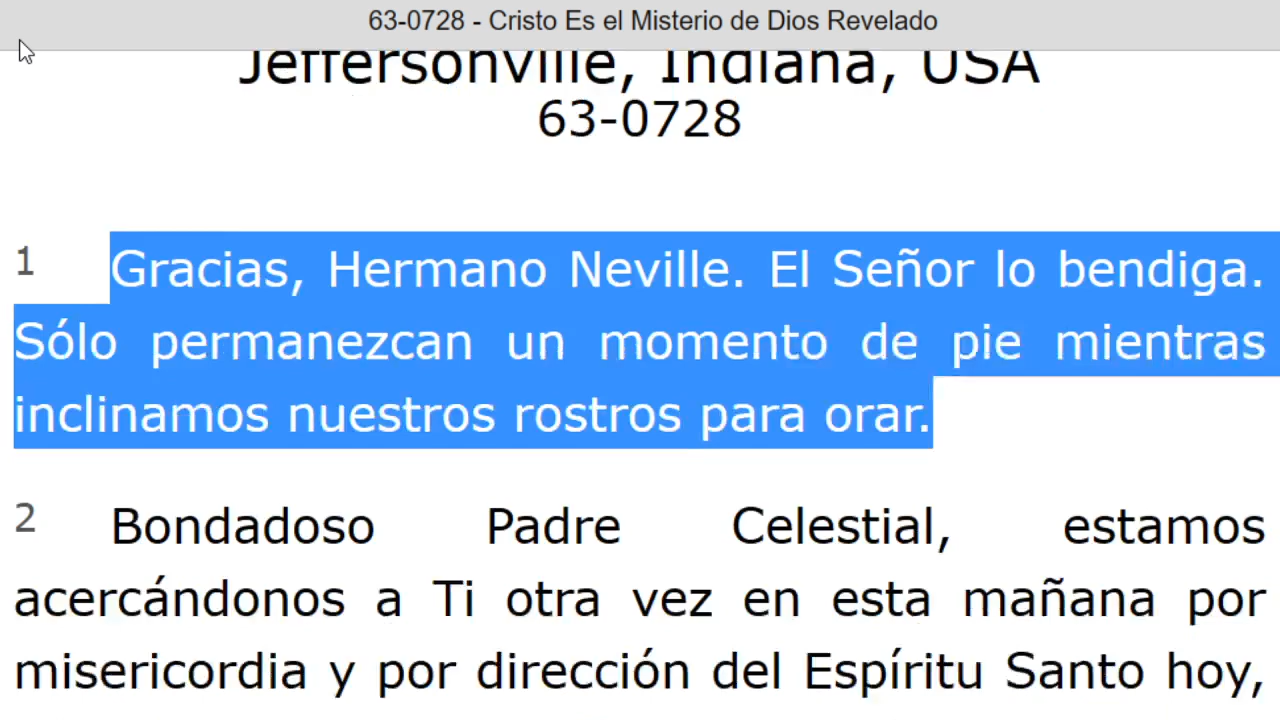 63-0728 - Cristo Es el Misterio de Dios Revelado
Jeffersonville, Indiana, USA
63-0728
1 Gracias, Hermano Neville. El Señor lo bendiga.
Sólo permanezcan un momento de pie mientras
inclinamos nuestros rostros para orar.
2 Bondadoso Padre Celestial, estamos
acercándonos a Ti otra vez en esta mañana por
misericordia y por dirección del Espíritu Santo hoy,